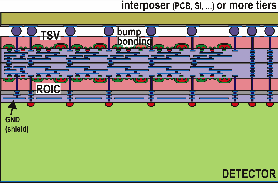 interposer (PCB, Si, ...) or more tiers
TSV
bump
bonding
ROIC
GND
(shield)
DETECTOR